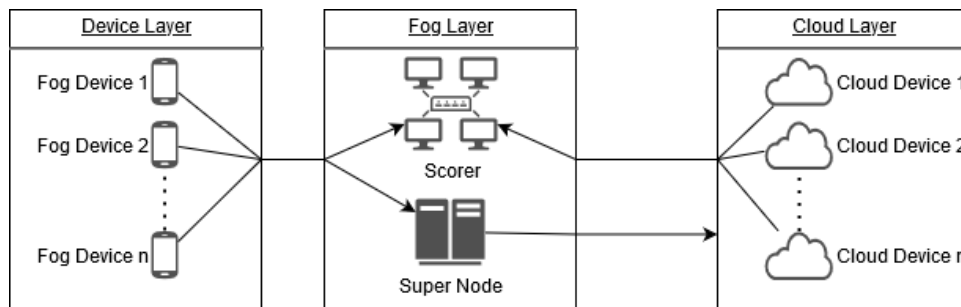 Device Layer
Fog Device 1
Fog Device 2
Fog Device n
Fog Layer
Scorer
Super Node
Cloud Layer
Cloud Device 1
Cloud Device 2
Cloud Device n